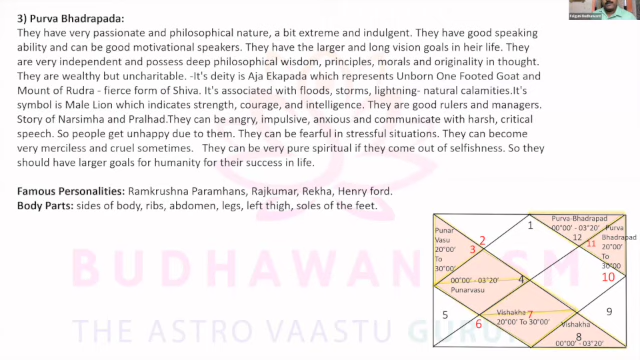 3) Purva Bhadrapada:
They have very passionate and philosophical nature, a bit extreme and indulgent. They have good speaking
ability and can be good motivational speakers. They have the larger and long vision goals in heir life. They
are very independent and possess deep philosophical wisdom, principles, morals and originality in thought.
They are wealthy but uncharitable. -It's deity is Aja Ekapada which represents Unborn One Footed Goat and
Mount of Rudra - fierce form of Shiva. It's associated with floods, storms, lightning- natural calamities.It's
symbol is Male Lion which indicates strength, courage, and intelligence. They are good rulers and managers.
Story of Narsimha and Pralhad.They can be angry, impulsive, anxious and communicate with harsh, critical
speech. So people get unhappy due to them. They can be fearful in stressful situations. They can become
very merciless and cruel sometimes. They can be very pure spiritual if they come out of selfishness. So they
should have larger goals for humanity for their success in life.
Famous Personalities: Ramkrushna Paramhans, Rajkumar, Rekha, Henry ford.
Body Parts: sides of body, ribs, abdomen, legs, left thigh, soles of the feet.
BUDHAWANTISM
THE ASTRO VAASTU GURUKUL
1
Purva-Bhadrapad
00°00' - 03°20'
12
11
Purva
Bhadrapad
20°00'
To
30°00
10
Punar
Vasu
20°00'
To
30°00'
2
3
00°00' - 03°20'
Punarvasu
4
5
6
Vishakha
7
20°00' To 30°00'
9
Vishakha
8
00°00' - 03°20'